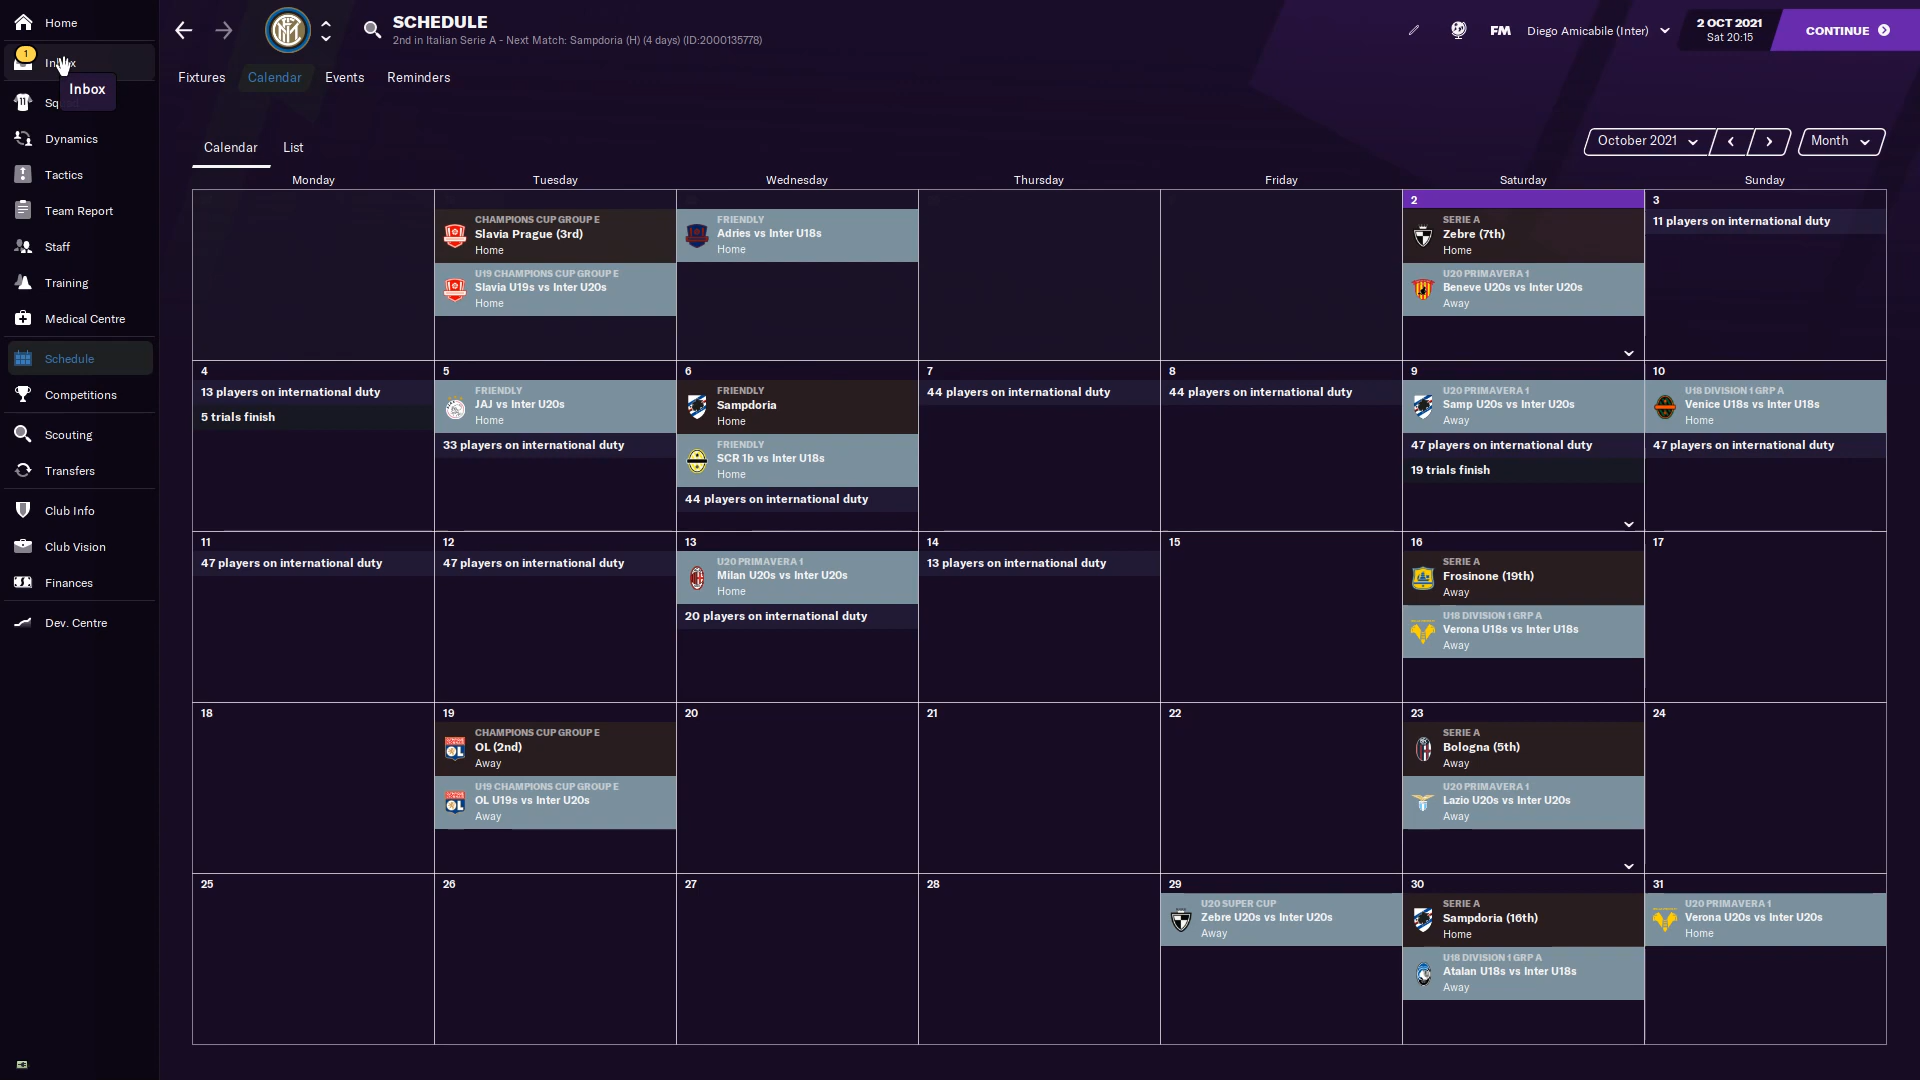 Home
1
Inbox
Inbox
Squad
Dynamics
Tactics
Team Report
Staff
Training
Medical Centre
Schedule
Competitions
Scouting
Transfers
Club Info
Club Vision
Finances
Dev. Centre
SCHEDULE
2nd in Italian Serie A - Next Match: Sampdoria (H) (4 days) (ID:2000135778)
FM
Diego Amicabile (Inter)
2 OCT 2021
Sat 20:15
CONTINUE
Fixtures Calendar Events Reminders
Calendar List
October 2021
Month
Monday Tuesday Wednesday Thursday Friday Saturday Sunday
CHAMPIONS CUP GROUP E
Slavia Prague (3rd)
Home
U19 CHAMPIONS CUP GROUP E
Slavia U19s vs Inter U20s
Home
FRIENDLY
Adries vs Inter U18s
Home
2
SERIE A
Zebre (7th)
Home
U20 PRIMAVERA 1
Beneve U20s vs Inter U20s
Away
3
11 players on international duty
4
13 players on international duty
5 trials finish
5
FRIENDLY
JAJ vs Inter U20s
Home
33 players on international duty
6
FRIENDLY
Sampdoria
Home
FRIENDLY
SCR 1b vs Inter U18s
Home
44 players on international duty
7
44 players on international duty
8
44 players on international duty
9
U20 PRIMAVERA 1
Samp U20s vs Inter U20s
Away
47 players on international duty
19 trials finish
10
U18 DIVISION 1 GRP A
Venice U18s vs Inter U18s
Home
47 players on international duty
11
47 players on international duty
12
47 players on international duty
13
U20 PRIMAVERA 1
Milan U20s vs Inter U20s
Home
20 players on international duty
14
13 players on international duty
15
16
SERIE A
Frosinone (19th)
Away
U18 DIVISION 1 GRP A
Verona U18s vs Inter U18s
Away
17
18
19
CHAMPIONS CUP GROUP E
OL (2nd)
Away
U19 CHAMPIONS CUP GROUP E
OL U19s vs Inter U20s
Away
20
21
22
23
SERIE A
Bologna (5th)
Away
U20 PRIMAVERA 1
Lazio U20s vs Inter U20s
Away
24
25
26
27
28
29
U20 SUPER CUP
Zebre U20s vs Inter U20s
Away
30
SERIE A
Sampdoria (16th)
Home
U18 DIVISION 1 GRP A
Atalan U18s vs Inter U18s
Away
31
U20 PRIMAVERA 1
Verona U20s vs Inter U20s
Home